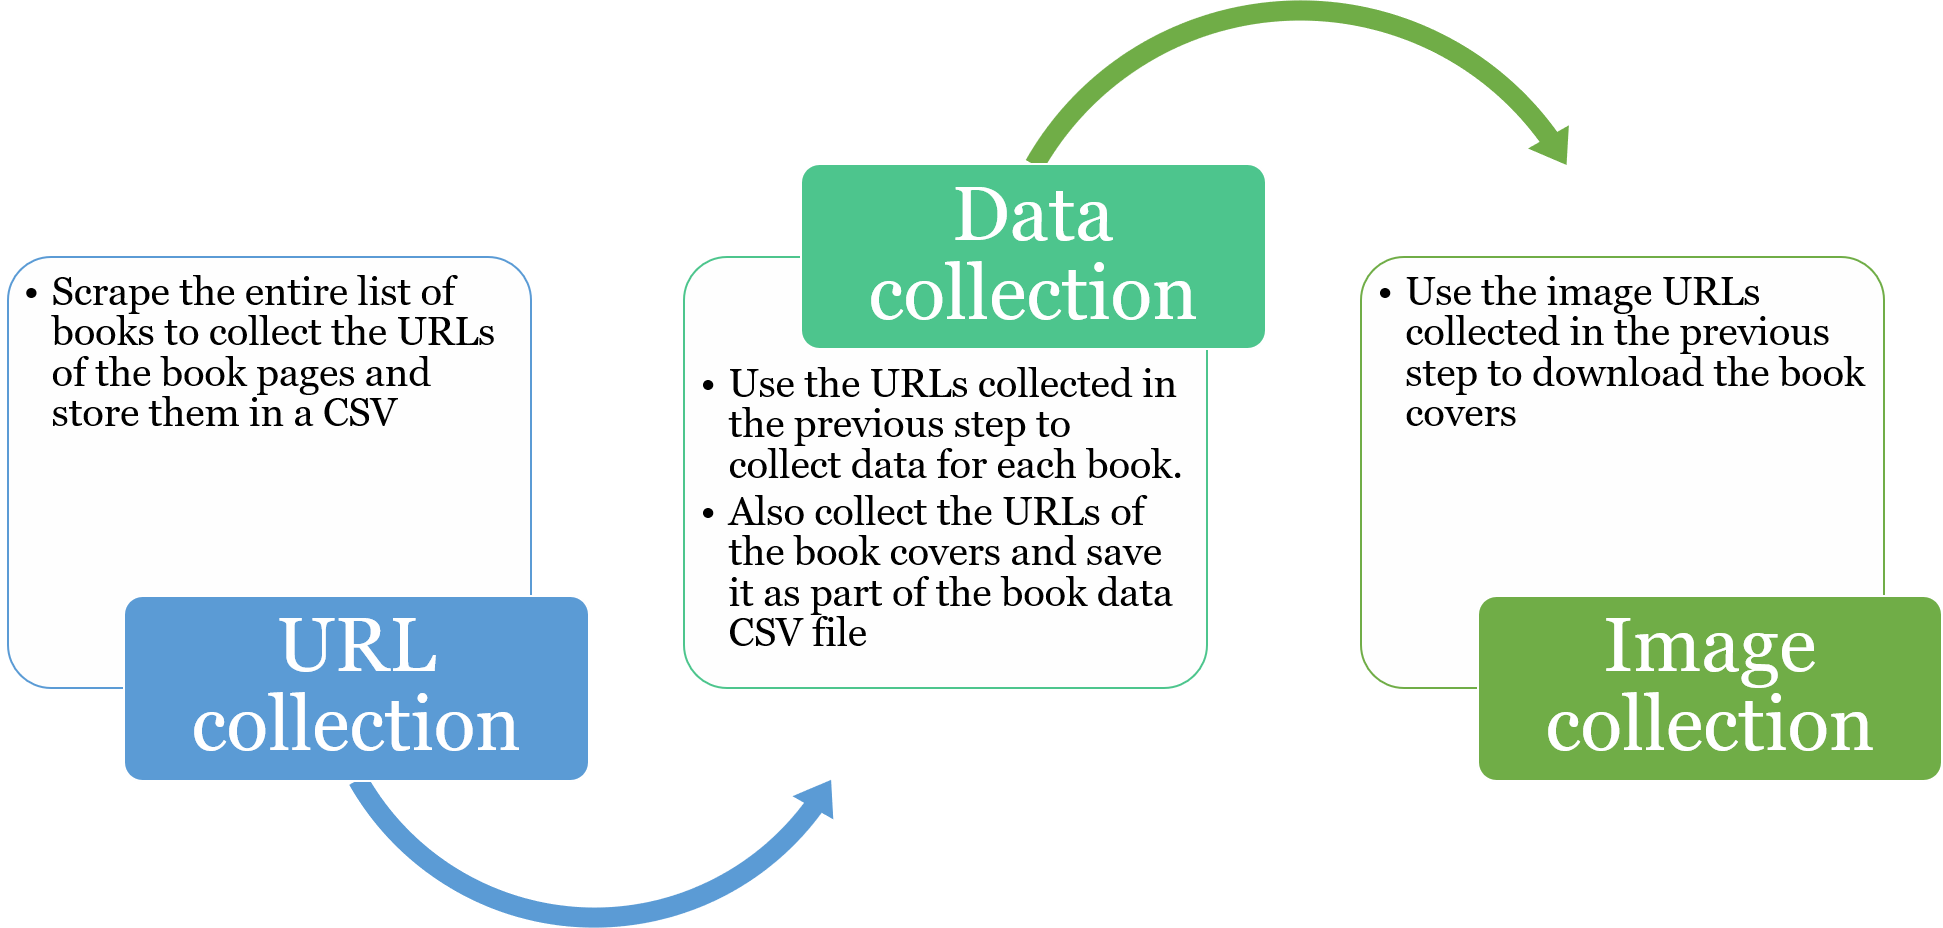 • Scrape the entire list of
books to collect the URLs
of the book pages and
store them in a CSV
URL
collection
Data
collection
• Use the URLs collected in
the previous step to
collect data for each book.
• Also collect the URLs of
the book covers and save
it as part of the book data
CSV file
• Use the image URLs
collected in the previous
step to download the book
covers
Image
collection